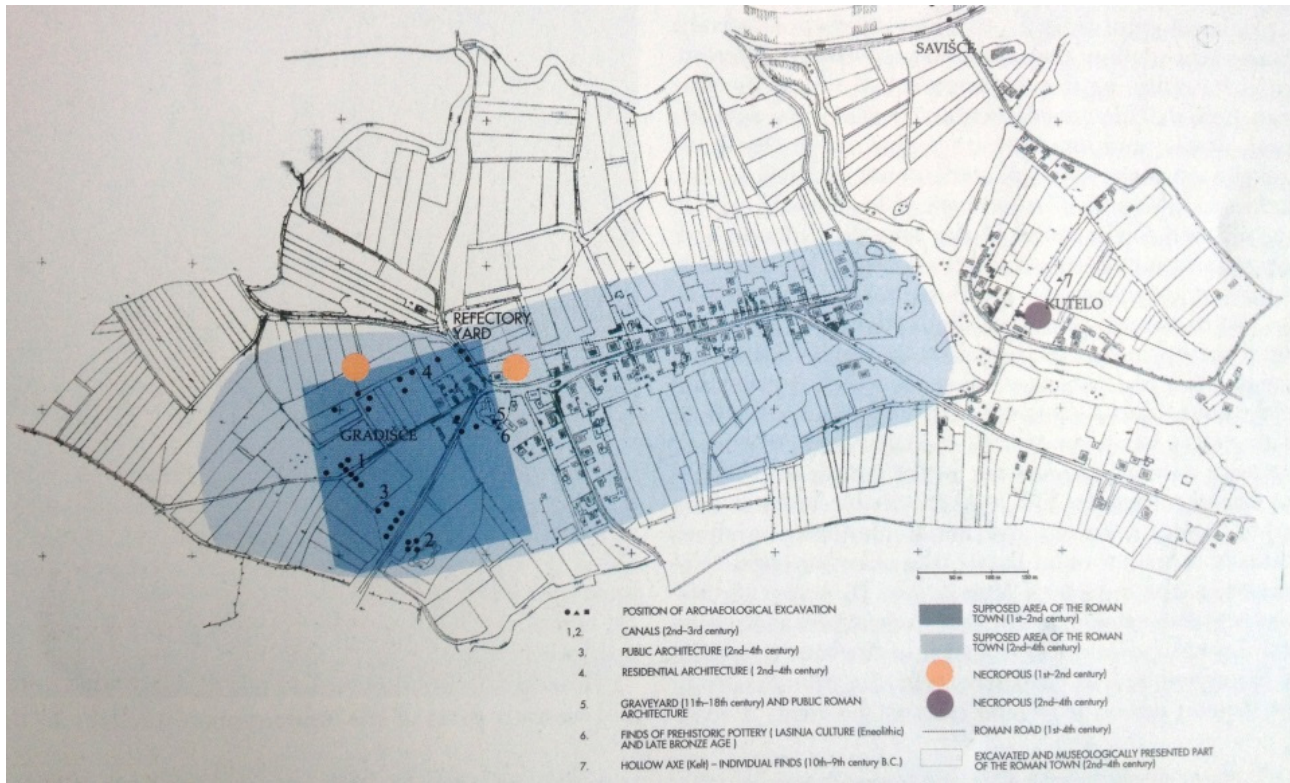 SAVIŠČE
7
KUTELO
REFECTORY
YARD
4
GRADIŠĆE
5
6
1
3
2
0 50 m 100 m 150 m
●▲■ POSITION OF ARCHAEOLOGICAL EXCAVATION
1,2. CANALS (2nd–3rd century)
3. PUBLIC ARCHITECTURE (2nd–4th century)
4. RESIDENTIAL ARCHITECTURE ( 2nd–4th century)
5. GRAVEYARD (11th–18th century) AND PUBLIC ROMAN
ARCHITECTURE
6. FINDS OF PREHISTORIC POTTERY ( LASINJA CULTURE (Eneolithic)
AND LATE BRONZE AGE )
7. HOLLOW AXE (Kelt) – INDIVIDUAL FINDS (10th–9th century B.C.)
SUPPOSED AREA OF THE ROMAN
TOWN (1st–2nd century)
SUPPOSED AREA OF THE ROMAN
TOWN (2nd–4th century)
NECROPOLIS (1st–2nd century)
NECROPOLIS (2nd–4th century)
ROMAN ROAD (1st-4th century)
EXCAVATED AND MUSEOLOGICALLY PRESENTED PART
OF THE ROMAN TOWN (2nd–4th century)